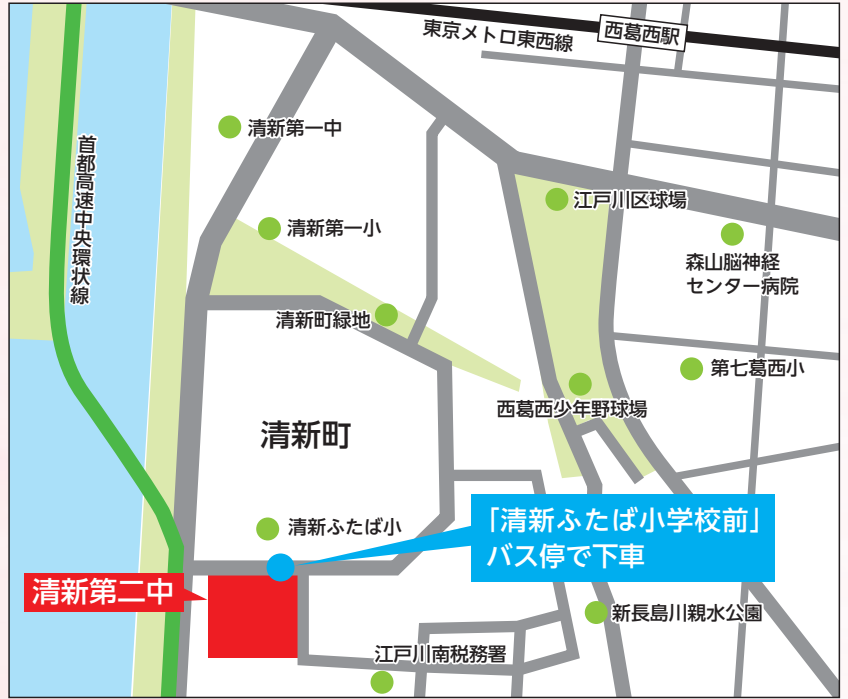 東京メトロ東西線
西葛西駅
首都高速中央環状線
清新第一中
清新第一小
江戸川区球場
森山脳神経
センター病院
清新町緑地
第七葛西小
西葛西少年野球場
清新町
清新ふたば小
「清新ふたば小学校前」
バス停で下車
清新第二中
新長島川親水公園
江戸川南税務署